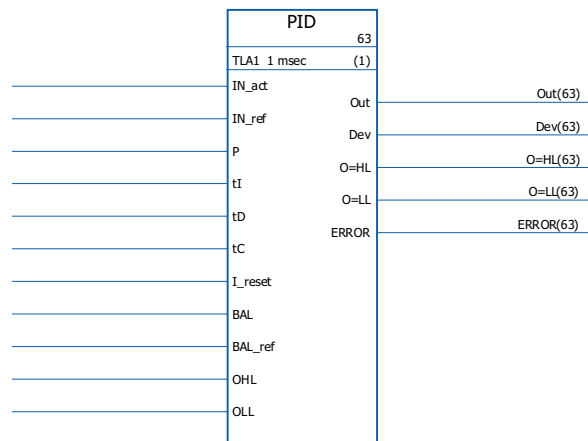 PID
63
TLA1 1 msec (1)
IN_act
Out Out(63)
IN_ref
Dev Dev(63)
P
O=HL O=HL(63)
tI
O=LL O=LL(63)
tD
ERROR ERROR(63)
tC
I_reset
BAL
BAL_ref
OHL
OLL